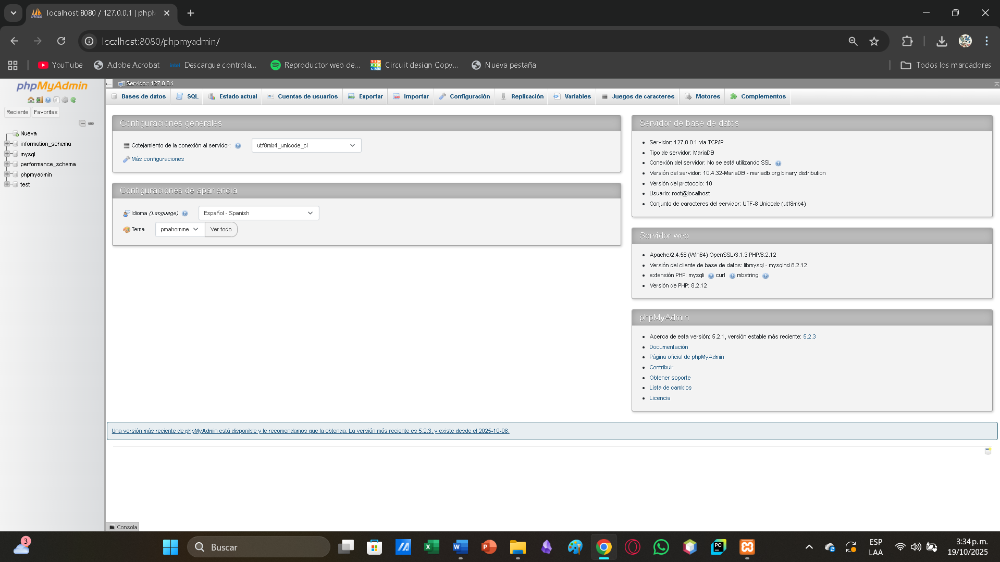 localhost:8080 / 127.0.0.1 | phpM
localhost:8080/phpmyadmin/
YouTube
Adobe Acrobat
intel Descargue controla...
Reproductor web de...
Circuit design Copy...
Nueva pestaña
Todos los marcadores
phpMyAdmin
Reciente Favoritas
Nueva
information_schema
mysql
performance_schema
phpmyadmin
test
Servidor: 127.0.0.1
Bases de datos SQL Estado actual Cuentas de usuarios Exportar Importar Configuración Replicación Variables Juegos de caracteres Motores Complementos
Configuraciones generales
Cotejamiento de la conexión al servidor: utf8mb4_unicode_ci
Más configuraciones
Configuraciones de apariencia
Idioma (Language) Español - Spanish
Tema pmahomme Ver todo
Servidor de base de datos
Servidor: 127.0.0.1 via TCP/IP
Tipo de servidor: MariaDB
Conexión del servidor: No se está utilizando SSL
Versión del servidor: 10.4.32-MariaDB - mariadb.org binary distribution
Versión del protocolo: 10
Usuario: root@localhost
Conjunto de caracteres del servidor: UTF-8 Unicode (utf8mb4)
Servidor web
Apache/2.4.58 (Win64) OpenSSL/3.1.3 PHP/8.2.12
Versión del cliente de base de datos: libmysql - mysqlnd 8.2.12
extensión PHP: mysqli curl mbstring
Versión de PHP: 8.2.12
phpMyAdmin
Acerca de esta versión: 5.2.1, versión estable más reciente: 5.2.3
Documentación
Página oficial de phpMyAdmin
Contribuir
Obtener soporte
Lista de cambios
Licencia
Una versión más reciente de phpMyAdmin está disponible y le recomendamos que la obtenga. La versión más reciente es 5.2.3, y existe desde el 2025-10-08.
Consola
3
Buscar
ESP
LAA
3:34 p. m.
19/10/2025